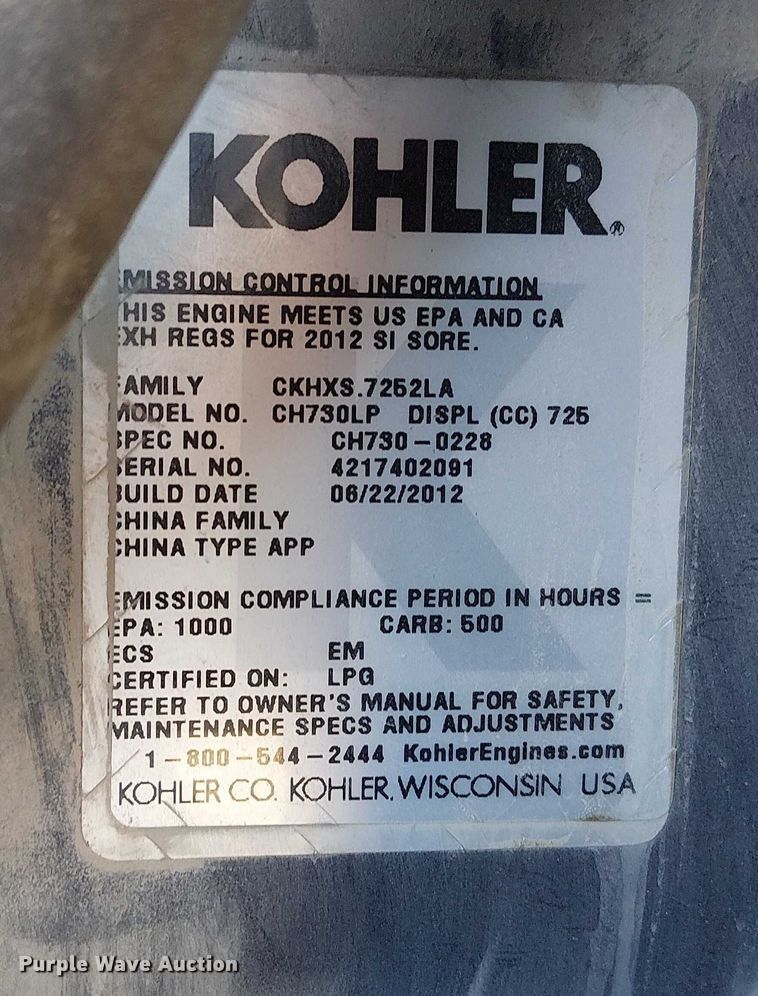 KOHLER®
EMISSION CONTROL INFORMATION
THIS ENGINE MEETS US EPA AND CA
EXH REGS FOR 2012 SI SORE.
FAMILY CKHXS.7252LA
MODEL NO. CH730LP DISPL (CC) 725
SPEC NO. CH730-0228
SERIAL NO. 4217402091
BUILD DATE 06/22/2012
CHINA FAMILY
CHINA TYPE APP
EMISSION COMPLIANCE PERIOD IN HOURS =
EPA: 1000 CARB: 500
ECS EM
CERTIFIED ON: LPG
REFER TO OWNER'S MANUAL FOR SAFETY,
MAINTENANCE SPECS AND ADJUSTMENTS
1-800-544-2444 KohlerEngines.com
KOHLER CO. KOHLER, WISCONSIN USA
Purple Wave Auction